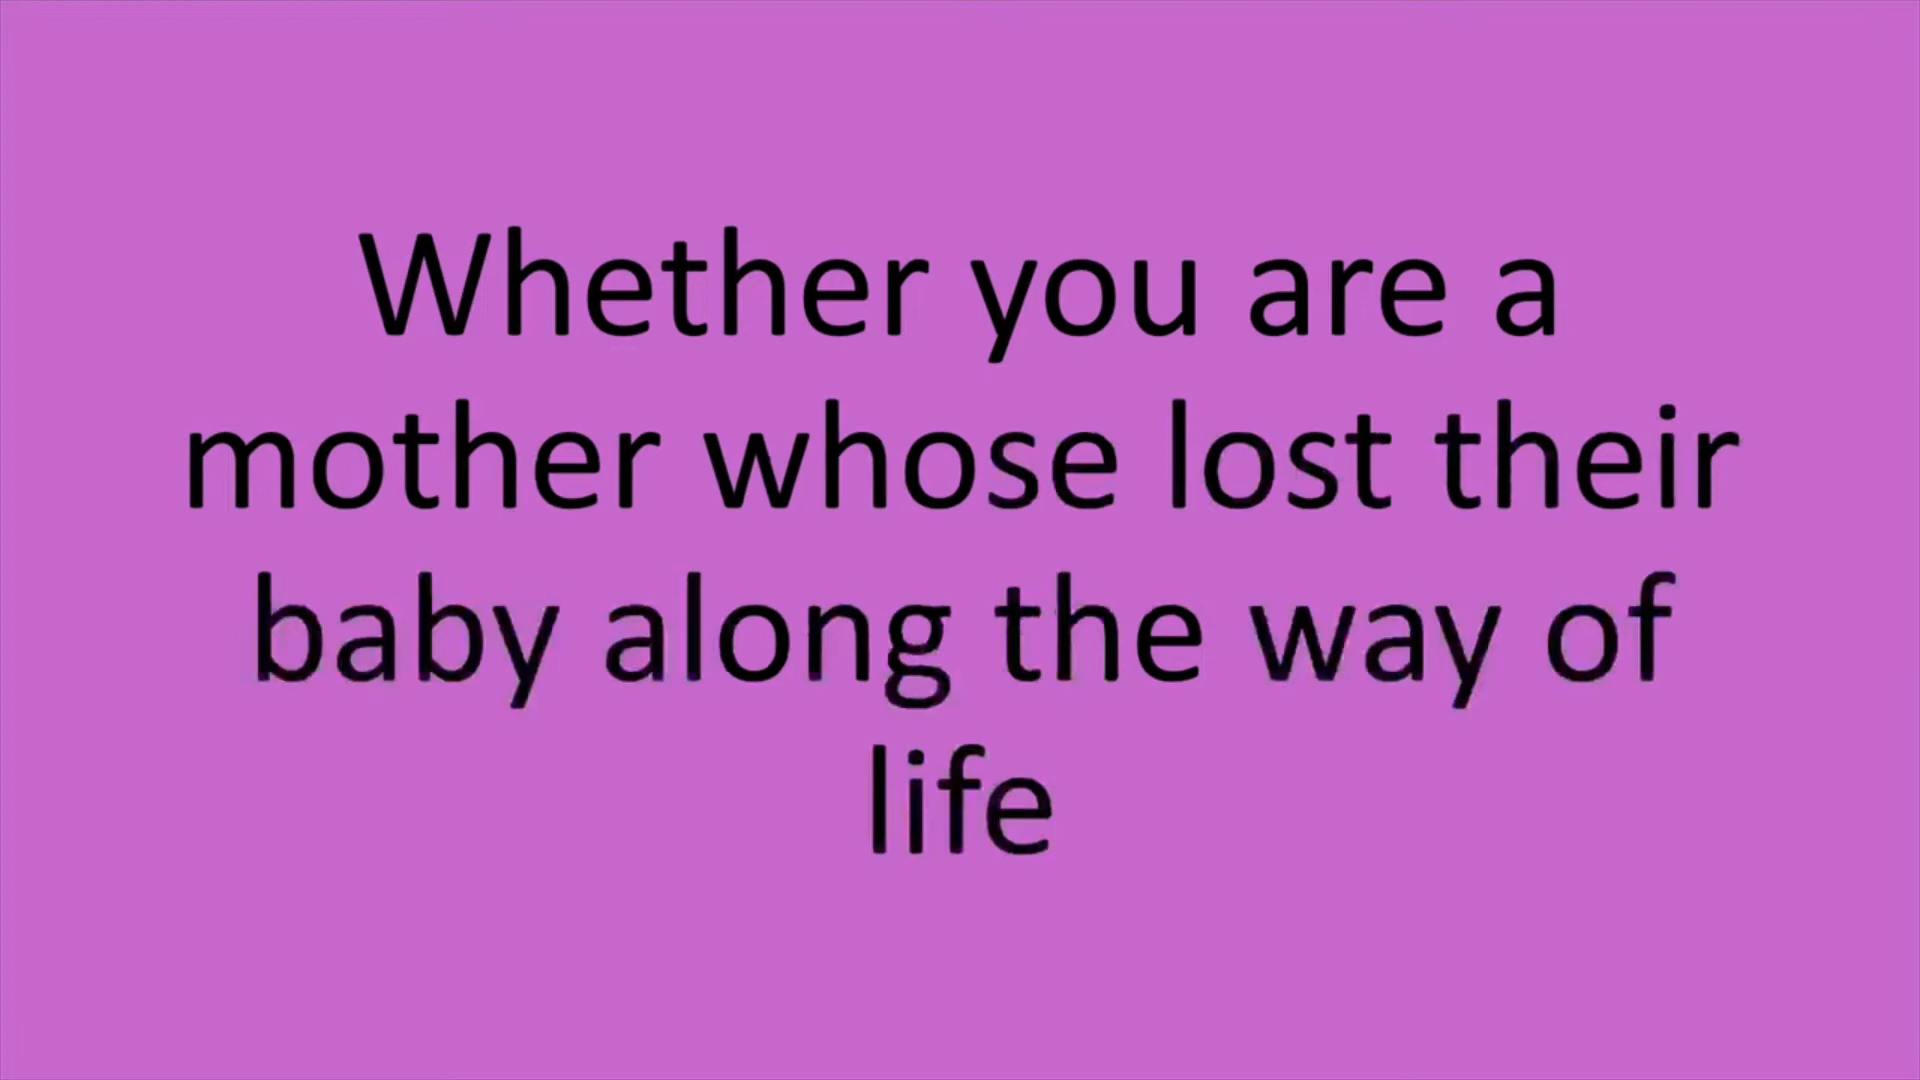 Whether you are a
mother whose lost their
baby along the way of
life